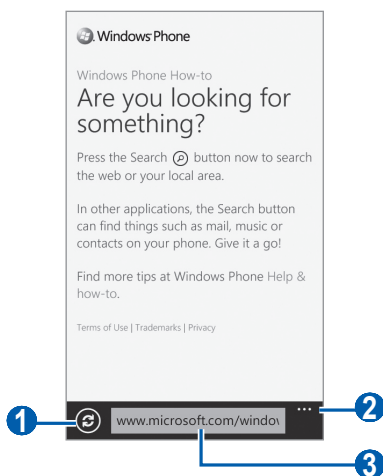 Windows Phone
Windows Phone How-to
Are you looking for
something?
Press the Search button now to search
the web or your local area.
In other applications, the Search button
can find things such as mail, music or
contacts on your phone. Give it a go!
Find more tips at Windows Phone Help &
how-to.
Terms of Use | Trademarks | Privacy
1
www.microsoft.com/windov
...
2
3